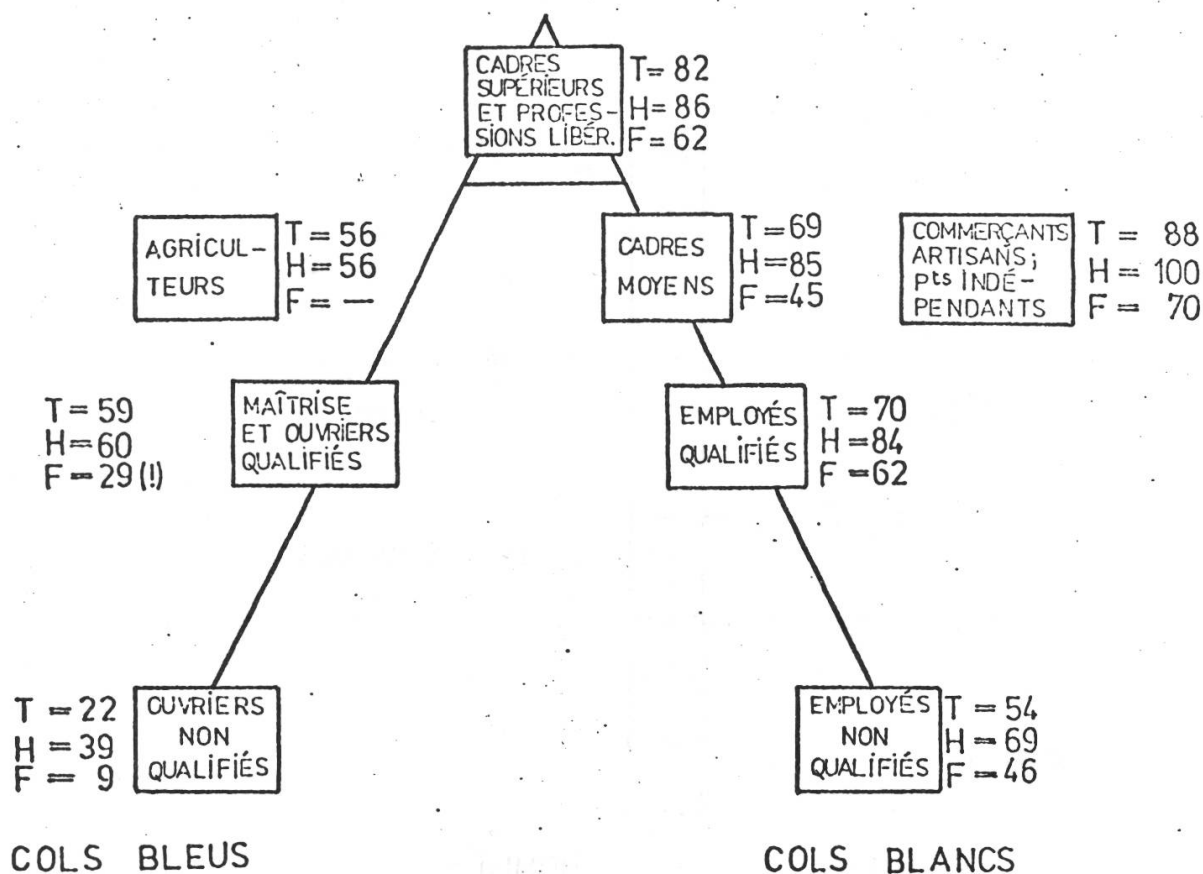 CADRES
SUPÉRIEURS
ET PROFES-
SIONS LIBÉR.
T= 82
H= 86
F= 62
AGRICUL-
TEURS
T = 56
H = 56
F = —
CADRES
MOYENS
T = 69
H = 85
F = 45
COMMERÇANTS
ARTISANS;
Pts INDÉ-
PENDANTS
T = 88
H = 100
F = 70
T = 59
H = 60
F = 29 (!)
MAÎTRISE
ET OUVRIERS
QUALIFIÉS
EMPLOYÉS
QUALIFIÉS
T = 70
H = 84
F = 62
T = 22
H = 39
F = 9
OUVRIERS
NON
QUALIFIÉS
EMPLOYÉS
NON
QUALIFIÉS
T = 54
H = 69
F = 46
COLS BLEUS
COLS BLANCS